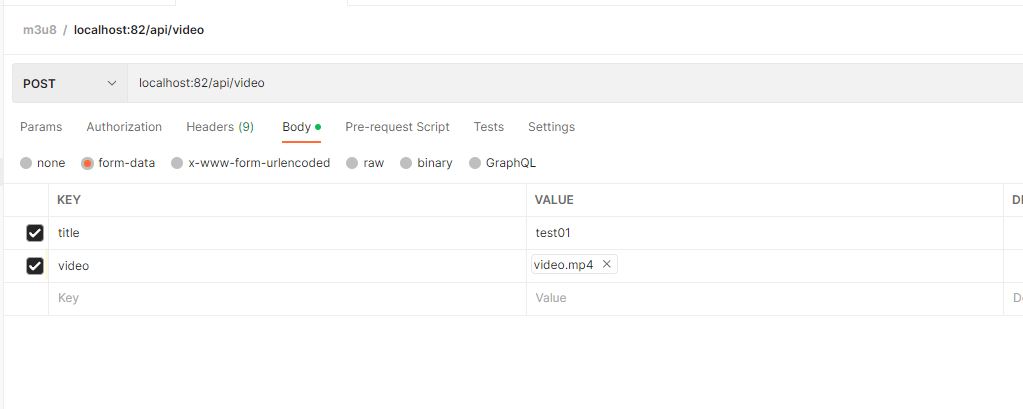 m3u8 / localhost:82/api/video
POST localhost:82/api/video
Params Authorization Headers (9) Body Pre-request Script Tests Settings
none form-data x-www-form-urlencoded raw binary GraphQL
KEY VALUE
title test01
video video.mp4
Key Value